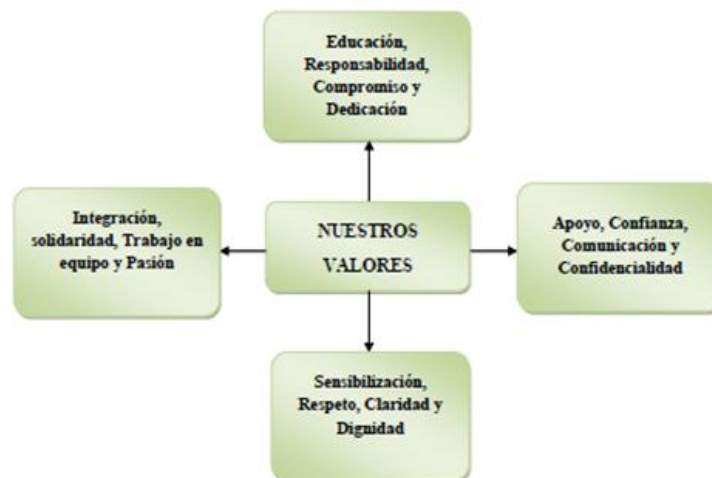 Educación,
Responsabilidad,
Compromiso y
Dedicación
Integración,
solidaridad, Trabajo en
equipo y Pasión
NUESTROS
VALORES
Apoyo, Confianza,
Comunicación y
Confidencialidad
Sensibilización,
Respeto, Claridad y
Dignidad